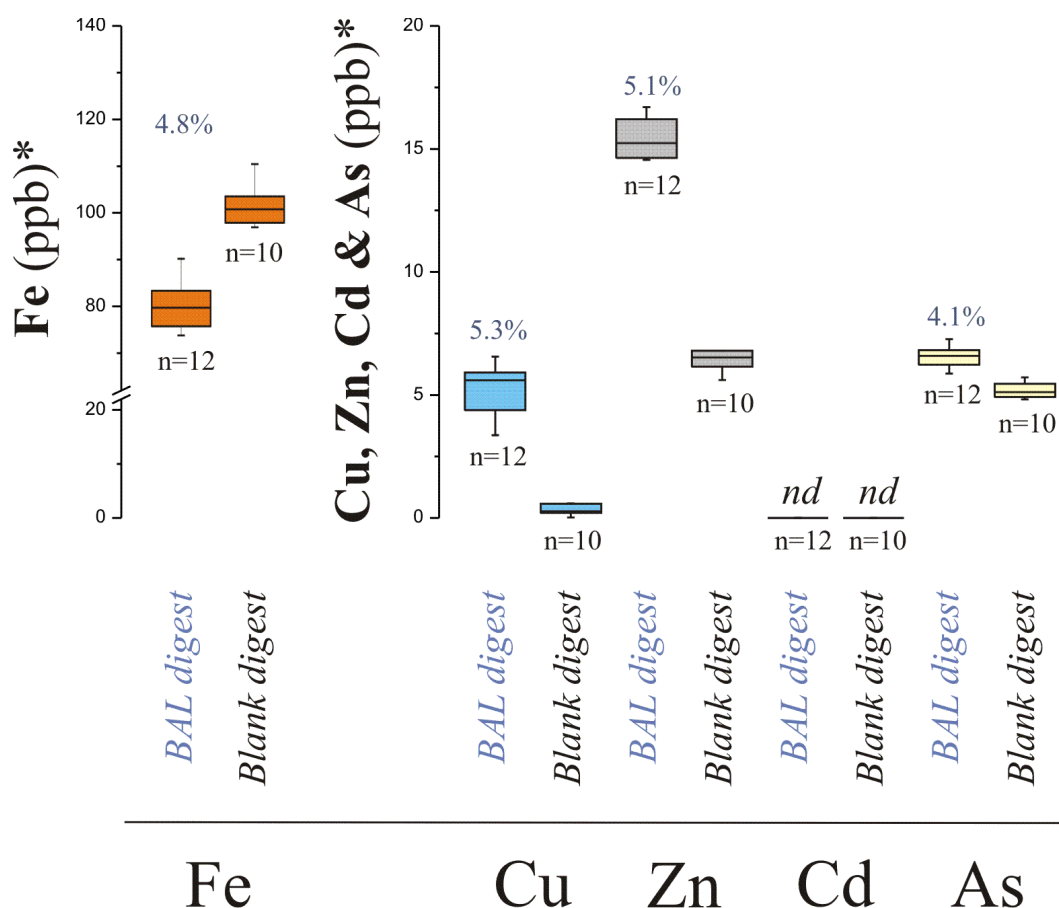 Fe (ppb)*
140
120
100
80
20
0
4.8%
n=12
n=10
Cu, Zn, Cd & As (ppb)*
20
15
10
5
0
5.3%
n=12
n=10
5.1%
n=12
n=10
nd
n=12
nd
n=10
4.1%
n=12
n=10
BAL digest
Blank digest
BAL digest
Blank digest
BAL digest
Blank digest
BAL digest
Blank digest
BAL digest
Blank digest
Fe
Cu
Zn
Cd
As